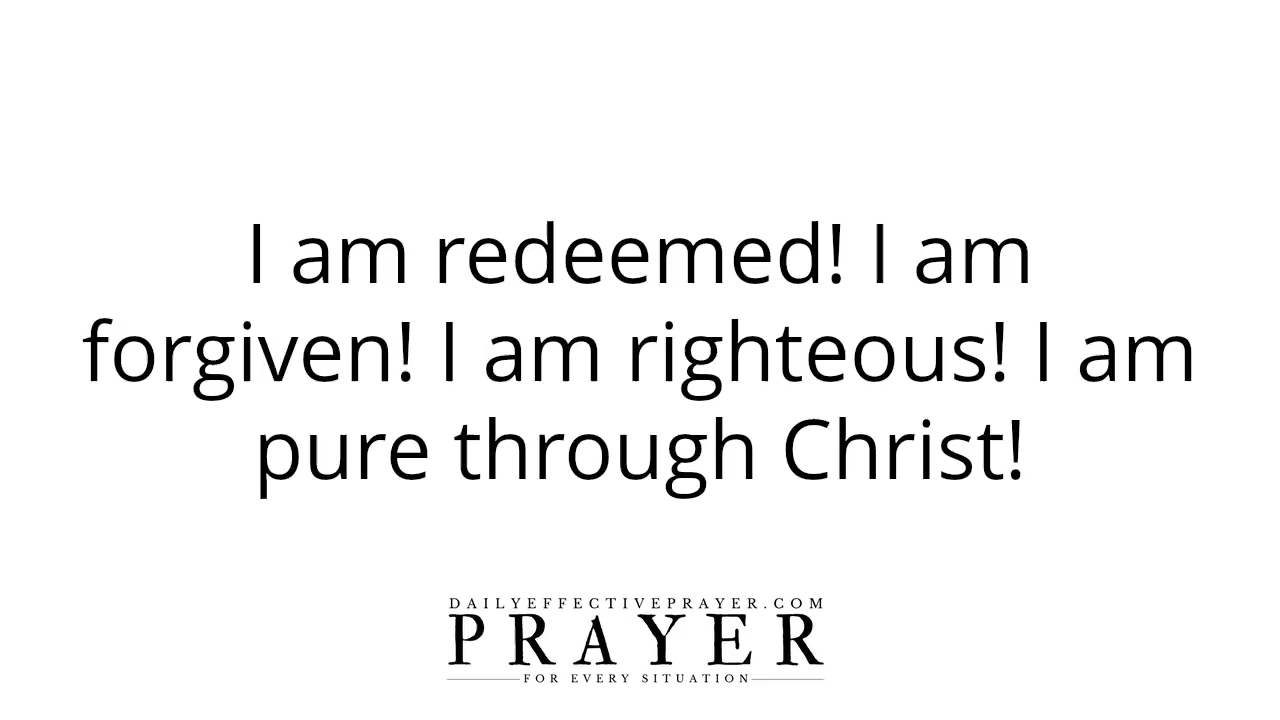 I am redeemed! I am
forgiven! I am righteous! I am
pure through Christ!
DAILYEFFECTIVEPRAYER.COM
PRAYER
FOR EVERY SITUATION